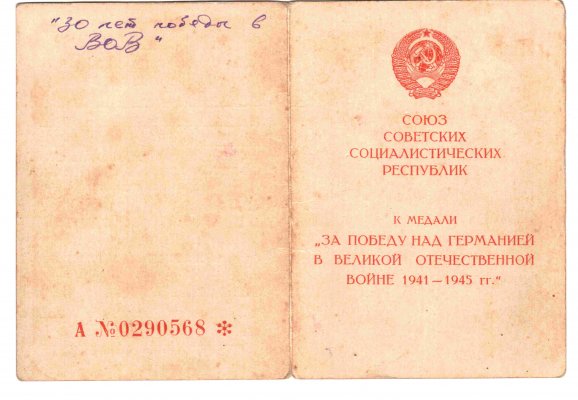 "30 лет победы в
ВОВ"
А №0290568 *
СОЮЗ
СОВЕТСКИХ
СОЦИАЛИСТИЧЕСКИХ
РЕСПУБЛИК
К МЕДАЛИ
„ЗА ПОБЕДУ НАД ГЕРМАНИЕЙ
В ВЕЛИКОЙ ОТЕЧЕСТВЕННОЙ
ВОЙНЕ 1941—1945 гг."